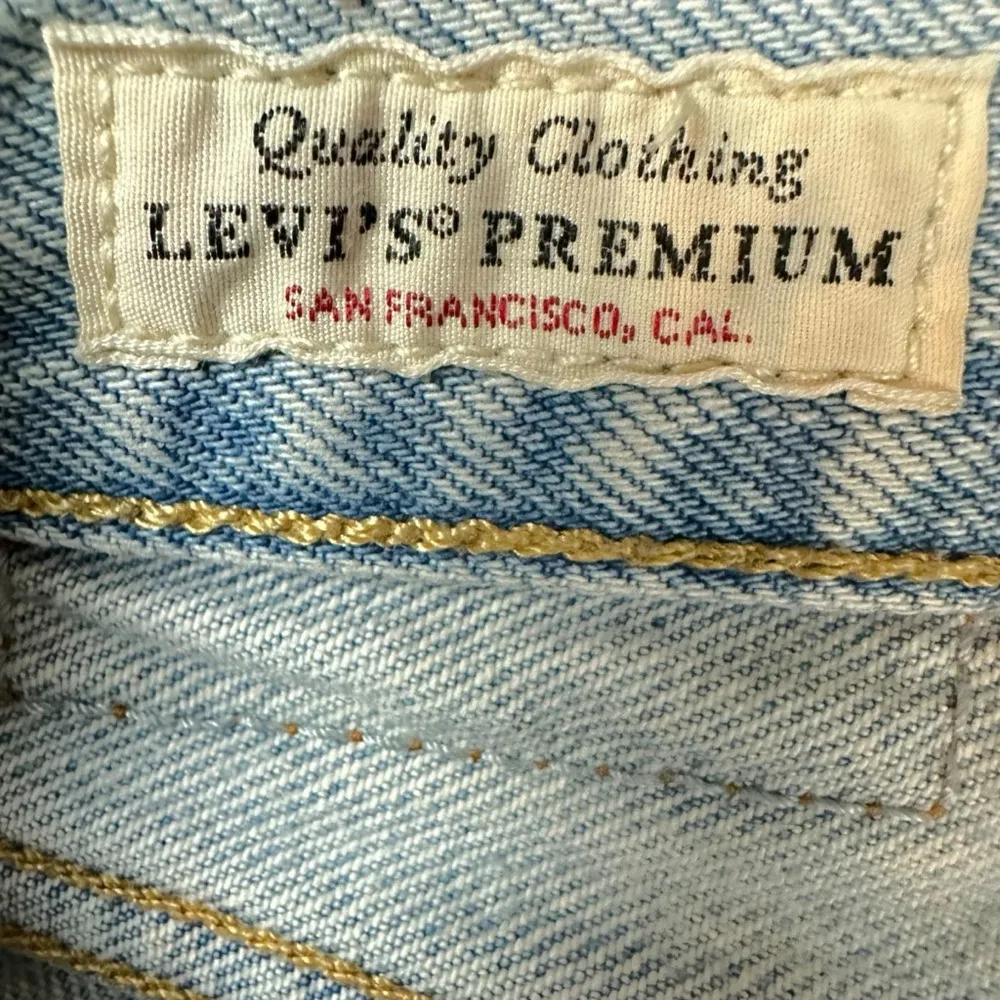 Quality Clothing
LEVI'S® PREMIUM
SAN FRANCISCO, CAL.